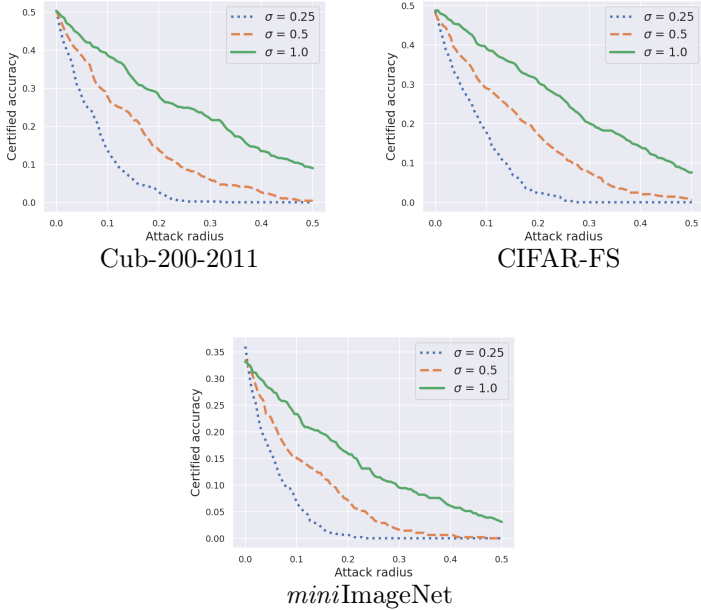 0.5
0.4
0.3
0.2
0.1
0.0
Certified accuracy
σ = 0.25
σ = 0.5
σ = 1.0
0.0 0.1 0.2 0.3 0.4 0.5
Attack radius
Cub-200-2011
0.5
0.4
0.3
0.2
0.1
0.0
Certified accuracy
σ = 0.25
σ = 0.5
σ = 1.0
0.0 0.1 0.2 0.3 0.4 0.5
Attack radius
CIFAR-FS
0.35
0.30
0.25
0.20
0.15
0.10
0.05
0.00
Certified accuracy
σ = 0.25
σ = 0.5
σ = 1.0
0.0 0.1 0.2 0.3 0.4 0.5
Attack radius
miniImageNet